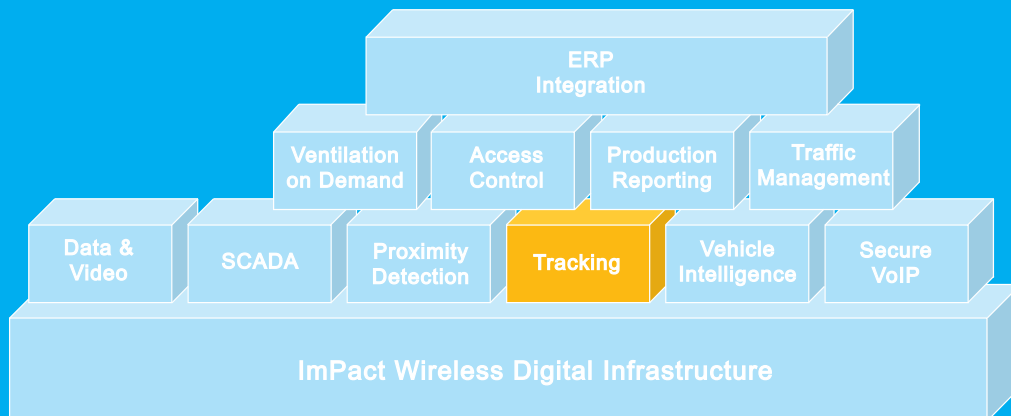 ERP
Integration
Ventilation
on Demand
Access
Control
Production
Reporting
Traffic
Management
Data &
Video
SCADA
Proximity
Detection
Tracking
Vehicle
Intelligence
Secure
VoIP
ImPact Wireless Digital Infrastructure